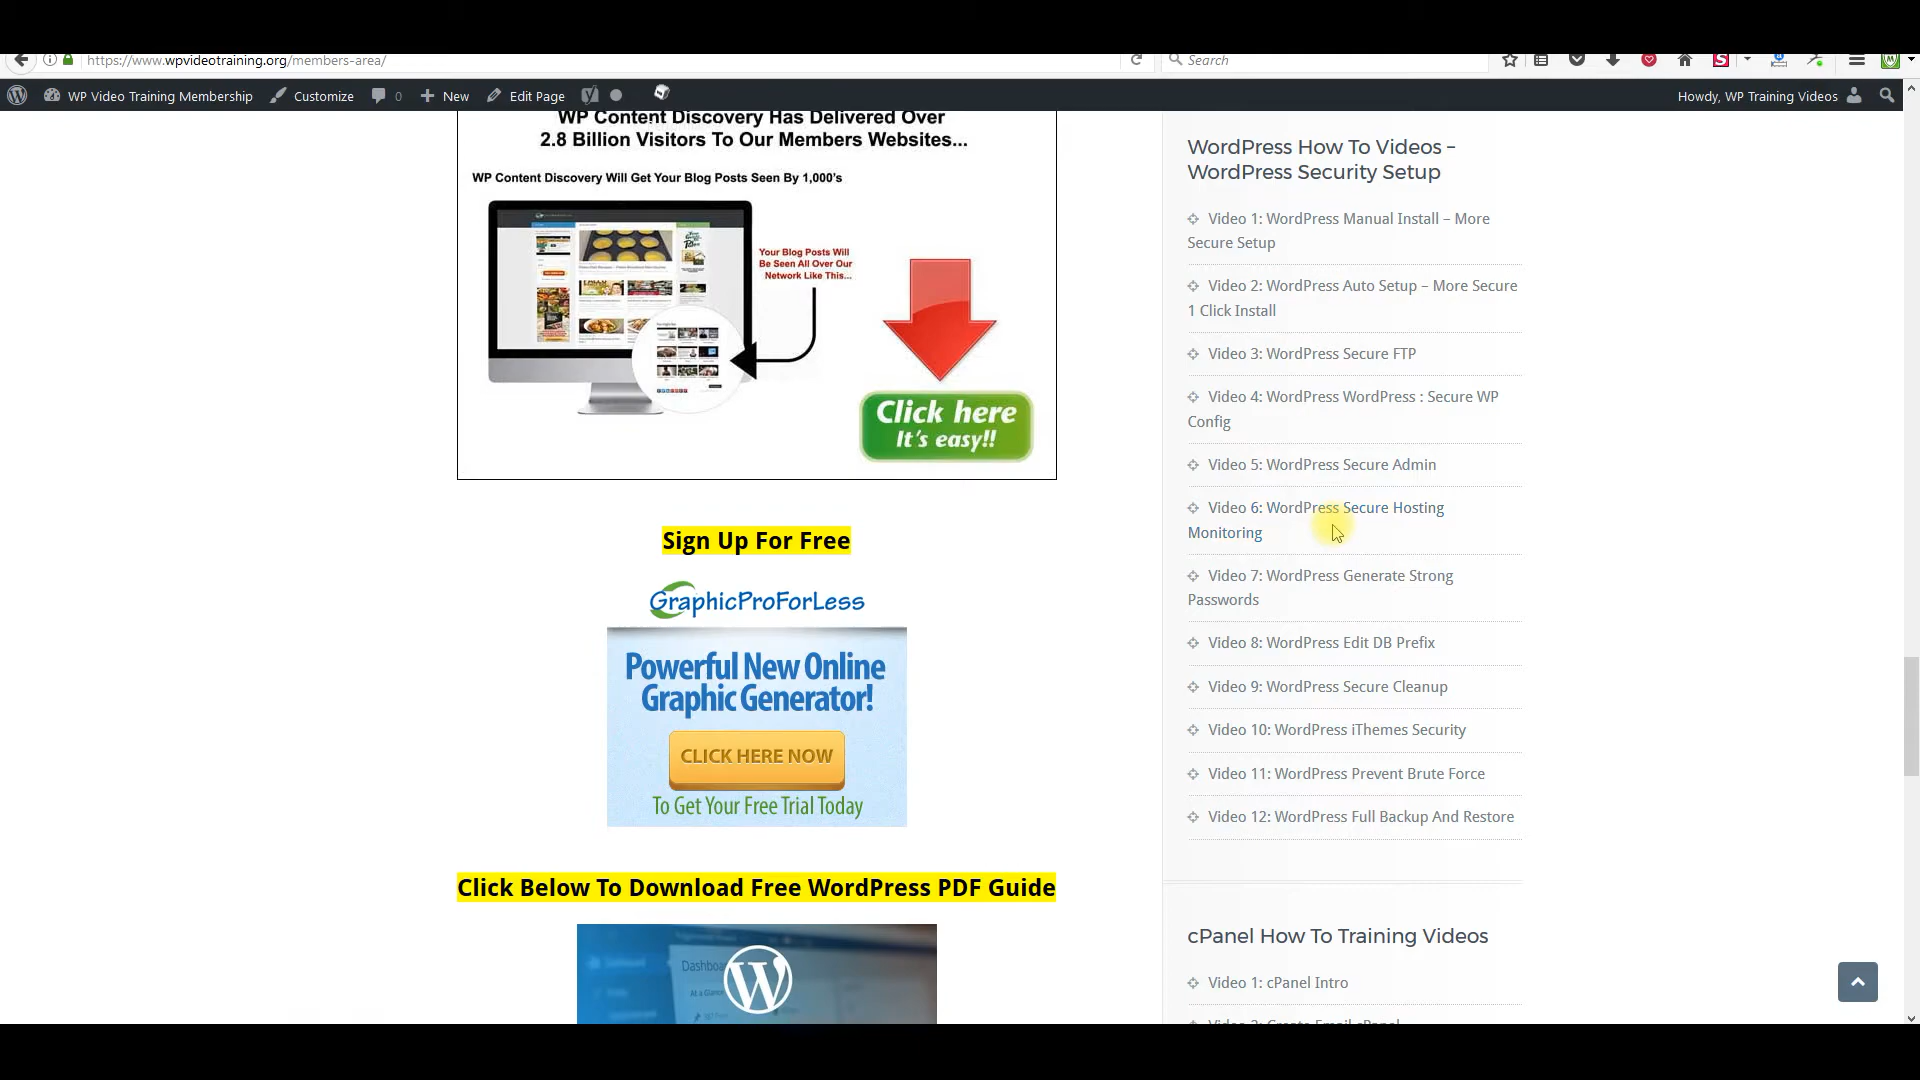 https://www.wpvideotraining.org/members-area/
Search
WP Video Training Membership
Customize
0
New
Edit Page
Howdy, WP Training Videos
WP Content Discovery Has Delivered Over
2.8 Billion Visitors To Our Members Websites...
WP Content Discovery Will Get Your Blog Posts Seen By 1,000's
Your Blog Posts Will
Be Seen All Over Our
Network Like This...
Click here
It's easy!!
Sign Up For Free
GraphicProForLess
Powerful New Online
Graphic Generator!
CLICK HERE NOW
To Get Your Free Trial Today
Click Below To Download Free WordPress PDF Guide
Dashboa
At a Glance
WordPress How To Videos –
WordPress Security Setup
Video 1: WordPress Manual Install – More
Secure Setup
Video 2: WordPress Auto Setup – More Secure
1 Click Install
Video 3: WordPress Secure FTP
Video 4: WordPress WordPress : Secure WP
Config
Video 5: WordPress Secure Admin
Video 6: WordPress Secure Hosting
Monitoring
Video 7: WordPress Generate Strong
Passwords
Video 8: WordPress Edit DB Prefix
Video 9: WordPress Secure Cleanup
Video 10: WordPress iThemes Security
Video 11: WordPress Prevent Brute Force
Video 12: WordPress Full Backup And Restore
cPanel How To Training Videos
Video 1: cPanel Intro
Video 2: Create Email cPanel